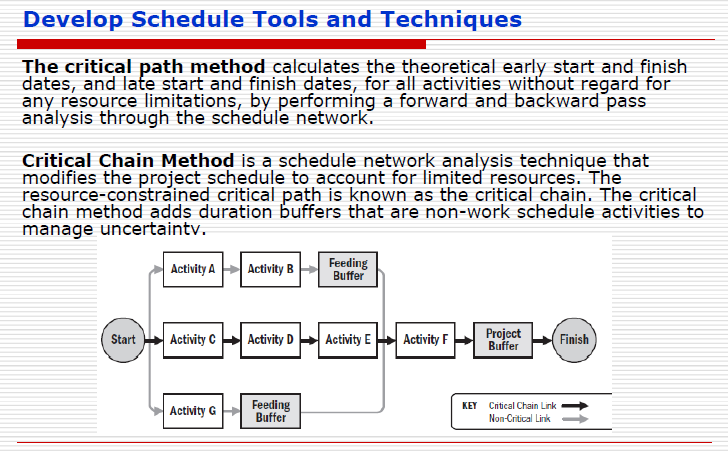 Develop Schedule Tools and Techniques
The critical path method calculates the theoretical early start and finish
dates, and late start and finish dates, for all activities without regard for
any resource limitations, by performing a forward and backward pass
analysis through the schedule network.
Critical Chain Method is a schedule network analysis technique that
modifies the project schedule to account for limited resources. The
resource-constrained critical path is known as the critical chain. The critical
chain method adds duration buffers that are non-work schedule activities to
manage uncertainty.
Activity A
Activity B
Feeding
Buffer
Start
Activity C
Activity D
Activity E
Activity F
Project
Buffer
Finish
Activity G
Feeding
Buffer
KEY Critical Chain Link
Non-Critical Link